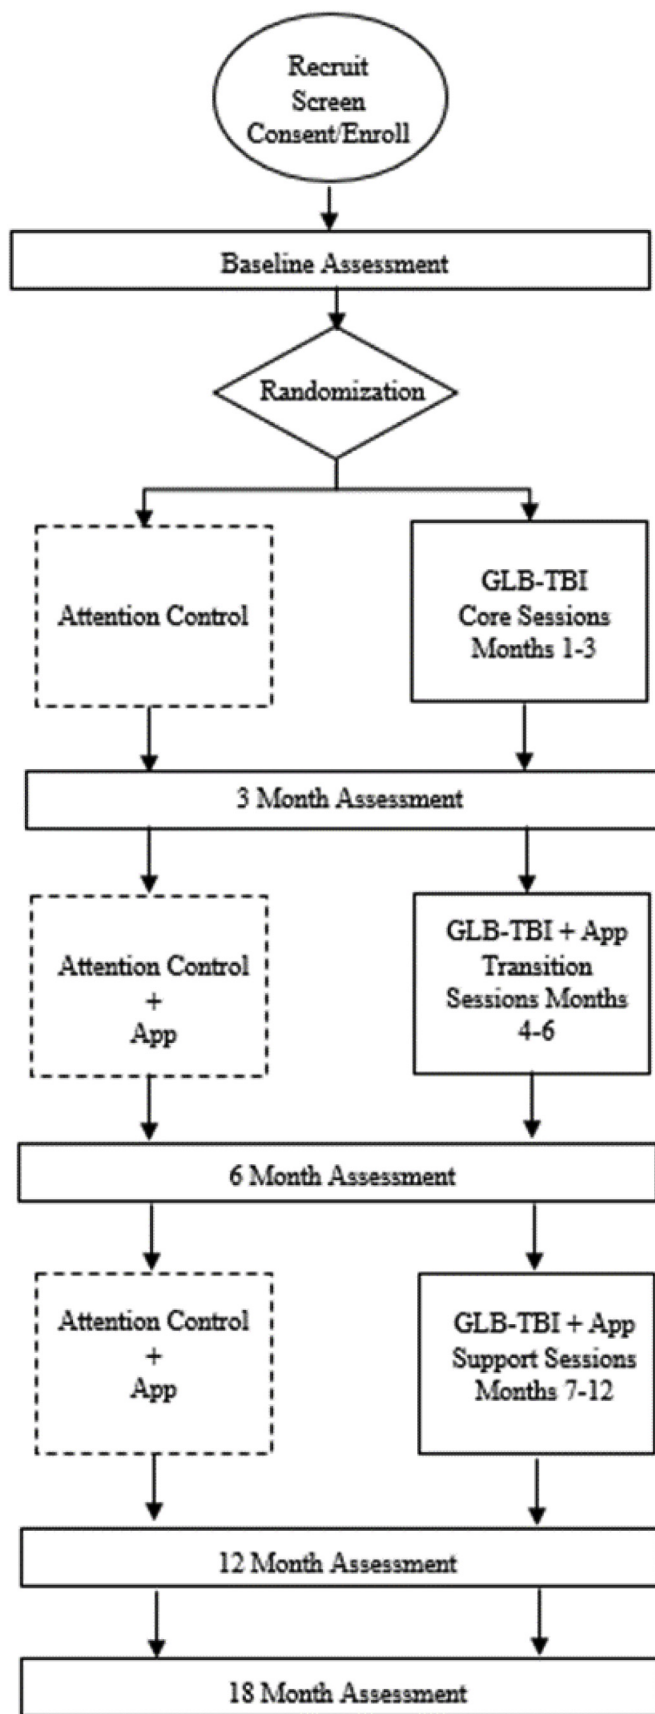 Recruit
Screen
Consent/Enroll
Baseline Assessment
Randomization
Attention Control
GLB-TBI
Core Sessions
Months 1-3
3 Month Assessment
Attention Control
+
App
GLB-TBI + App
Transition
Sessions Months
4-6
6 Month Assessment
Attention Control
+
App
GLB-TBI + App
Support Sessions
Months 7-12
12 Month Assessment
18 Month Assessment